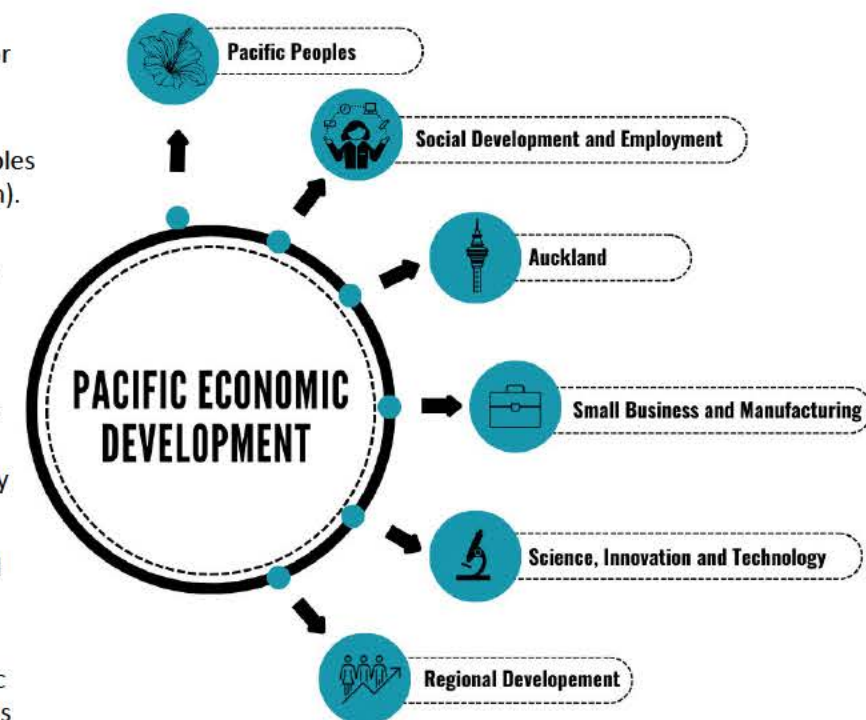 Pacific Peoples
Social Development and Employment
Auckland
Small Business and Manufacturing
Science, Innovation and Technology
Regional Developement
PACIFIC ECONOMIC
DEVELOPMENT